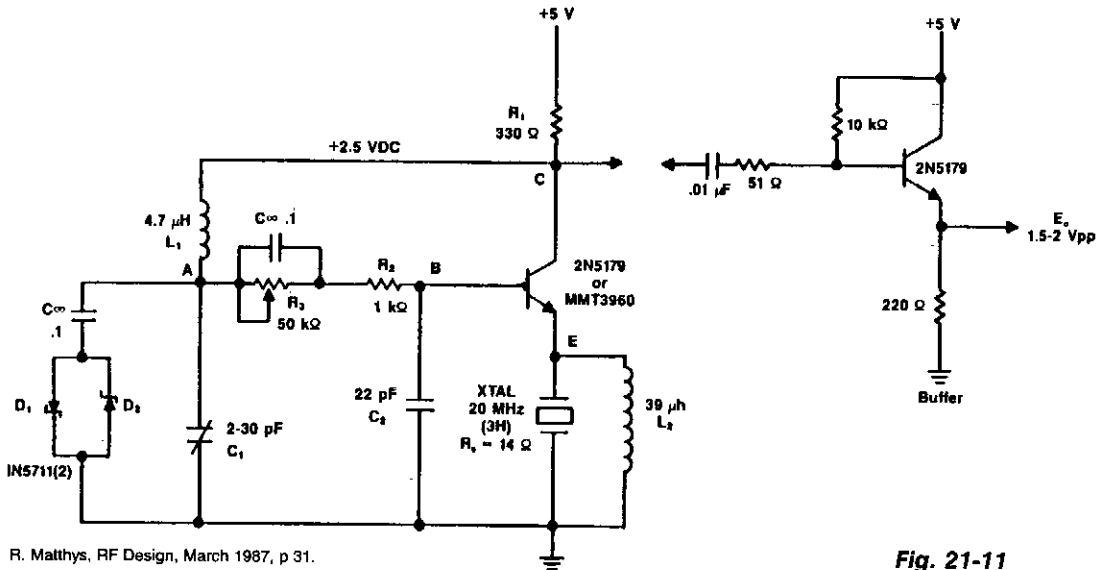 +5 V
+5 V
R₁
330 Ω
10 kΩ
+2.5 VDC
C
2N5179
.01 µF
51 Ω
4.7 µH
L₁
C∞ .1
E₀
1.5-2 Vpp
A
R₂
B
2N5179
or
MMT3960
C∞
.1
R₃
50 kΩ
1 kΩ
220 Ω
E
D₁
D₂
22 pF
C₂
XTAL
20 MHz
(3H)
Rₛ = 14 Ω
39 µh
L₂
Buffer
2-30 pF
C₁
IN5711(2)
R. Matthys, RF Design, March 1987, p 31.
Fig. 21-11